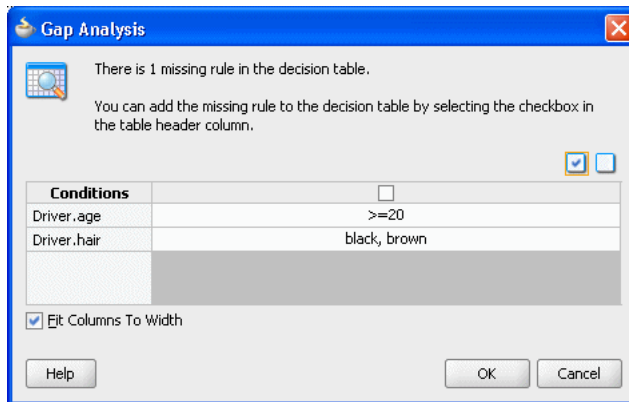 Gap Analysis
There is 1 missing rule in the decision table.
You can add the missing rule to the decision table by selecting the checkbox in
the table header column.
Conditions
Driver.age >=20
Driver.hair black, brown
Fit Columns To Width
Help OK Cancel